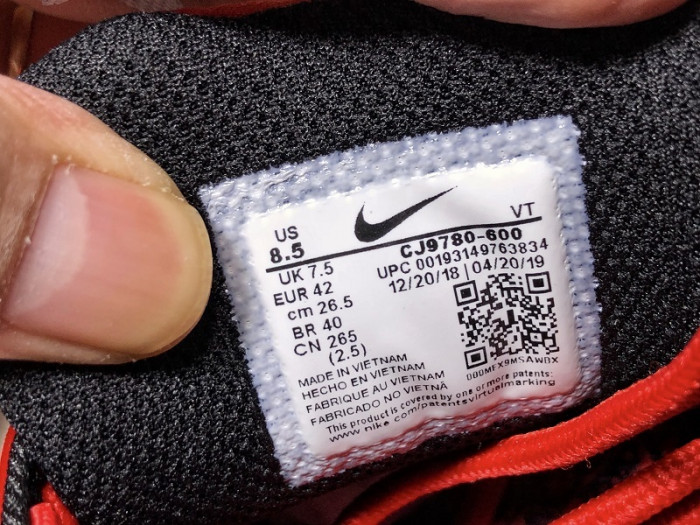 US
8.5
VT
CJ9780-600
UPC 00193149763834
12/20/18 | 04/20/19
UK 7.5
EUR 42
cm 26.5
BR 40
CN 265
(2.5)
000MFX9MSAWBX
MADE IN VIETNAM
HECHO EN VIETNAM
FABRIQUE AU VIETNAM
FABRICADO NO VIETNÃ
This product is covered by one or more patents:
www.nike.com/patentsvirtualmarking